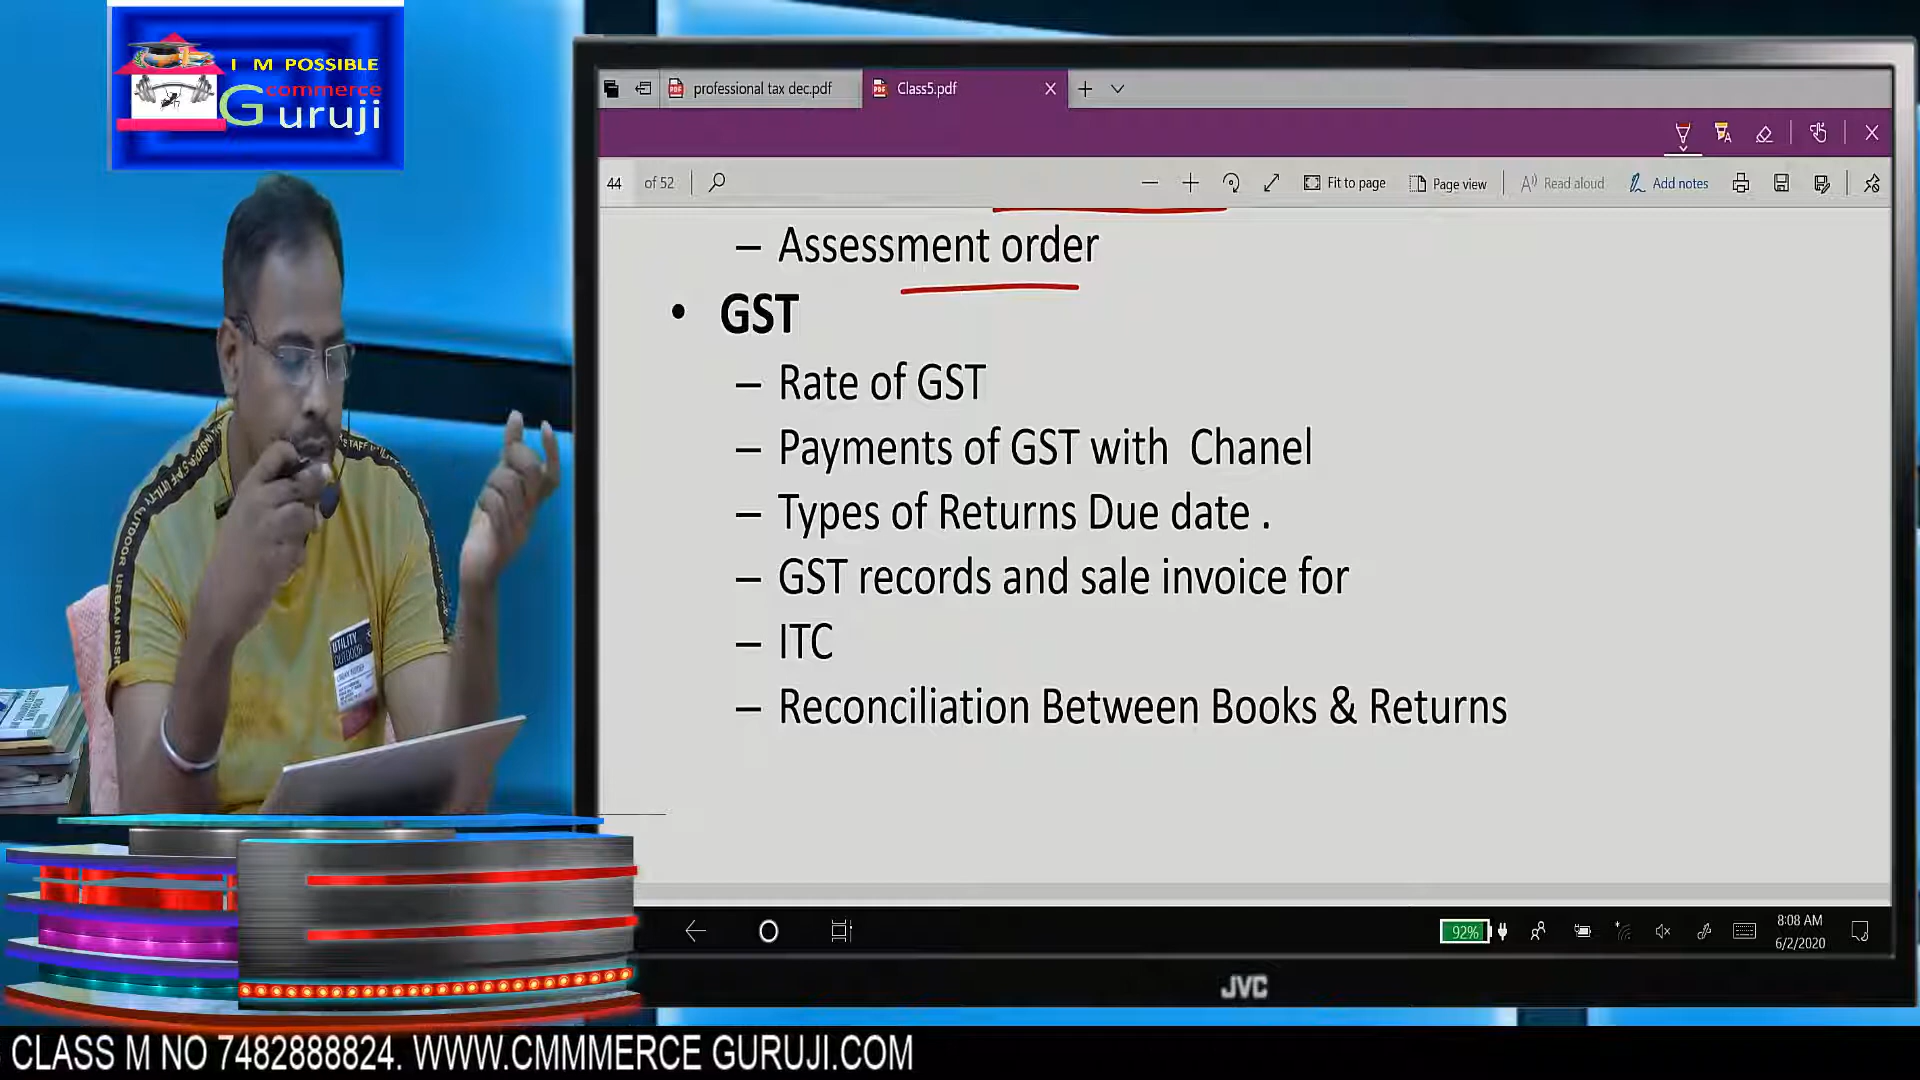 I M POSSIBLE
commerce
Guruji
professional tax dec.pdf
Class5.pdf
44 of 52
Fit to page
Page view
Read aloud
Add notes
– Assessment order
• GST
– Rate of GST
– Payments of GST with Chanel
– Types of Returns Due date .
– GST records and sale invoice for
– ITC
– Reconciliation Between Books & Returns
UTILITY
OUTDOOR
92%
8:08 AM
6/2/2020
JVC
CLASS M NO 7482888824. WWW.CMMMERCE GURUJI.COM